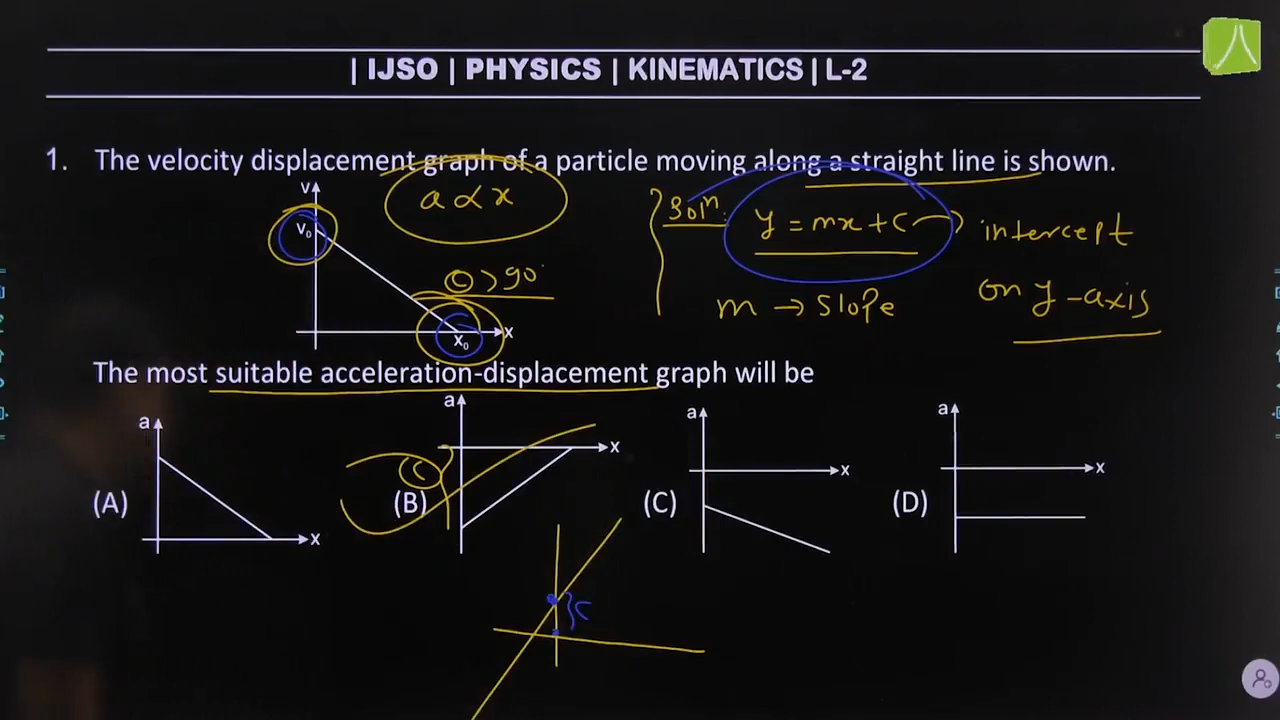 | IJSO | PHYSICS | KINEMATICS | L-2
1. The velocity displacement graph of a particle moving along a straight line is shown.
v
a ∝ x
Soln:
y = mx + c → intercept
v₀
θ > 90°
m → slope
on y-axis
x
x₀
The most suitable acceleration-displacement graph will be
a
a
a
a
x
x
x
(A)
C
(B)
(C)
(D)
x
c